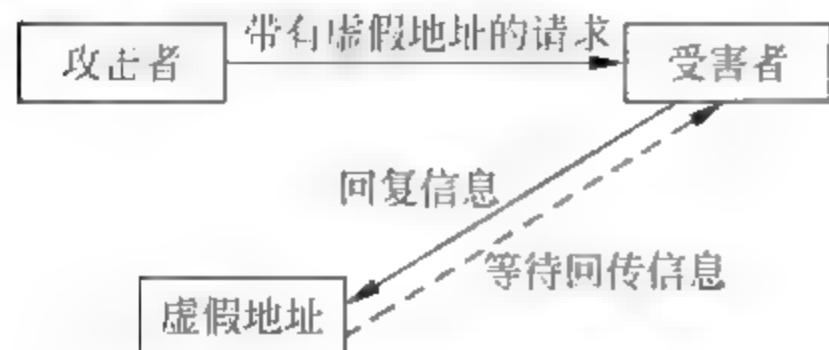 带有虚假地址的请求
攻击者
受害者
回复信息
等待回传信息
虚假地址